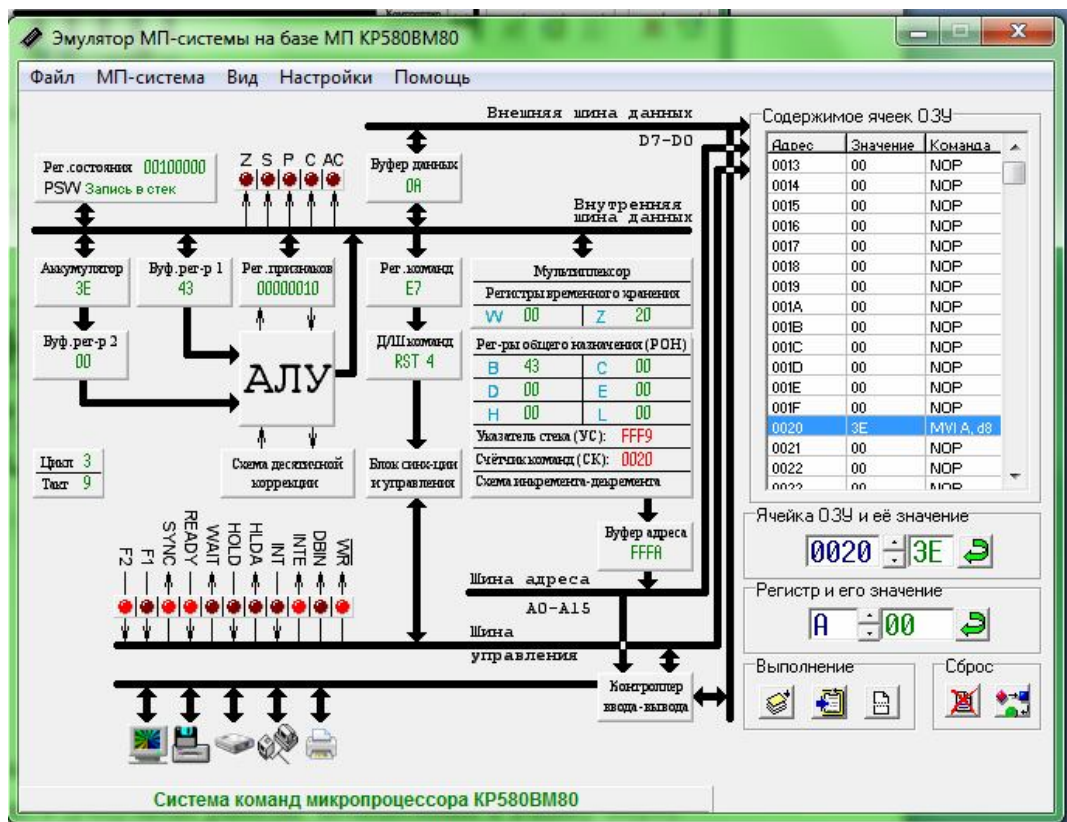 Эмулятор МП-системы на базе МП КР580ВМ80
Файл МП-система Вид Настройки Помощь
Внешняя шина данных
D7-D0
Рег.состояния 00100000
PSW Запись в стек
Z S P C AC
Буфер данных
0A
Внутренняя
шина данных
Аккумулятор
3E
Буф.рег-р 1
43
Рег.признаков
00000010
Рег.команд
E7
Мультиплексор
Регистры временного хранения
W 00 Z 20
Буф.рег-р 2
00
АЛУ
Д/Ш команд
RST 4
Рег-ры общего назначения (РОН)
B 43 C 00
D 00 E 00
H 00 L 00
Указатель стека (УС): FFF9
Счётчик команд (СК): 0020
Схема инкремента-декремента
Цикл 3
Такт 9
Схема десятичной
коррекции
Блок синх-ции
и управления
Буфер адреса
FFFA
F2 F1 SYNC READY WAIT HOLD HLDA INT INTE DBIN WR
Шина адреса
A0-A15
Шина
управления
Контроллер
ввода-вывода
Содержимое ячеек ОЗУ
Адрес Значение Команда
0013 00 NOP
0014 00 NOP
0015 00 NOP
0016 00 NOP
0017 00 NOP
0018 00 NOP
0019 00 NOP
001A 00 NOP
001B 00 NOP
001C 00 NOP
001D 00 NOP
001E 00 NOP
001F 00 NOP
0020 3E MVI A, d8
0021 00 NOP
0022 00 NOP
Ячейка ОЗУ и её значение
0020 3E
Регистр и его значение
A 00
Выполнение
Сброс
Система команд микропроцессора КР580ВМ80